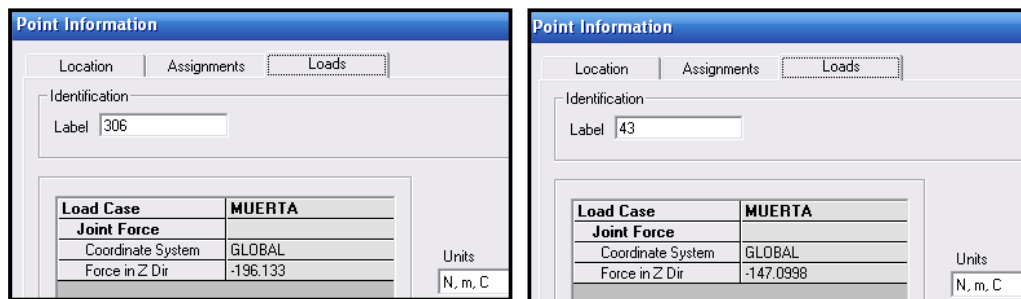 Point Information
Location Assignments Loads
Identification
Label 306
Load Case MUERTA
Joint Force
Coordinate System GLOBAL
Force in Z Dir -196.133
Units
N, m, C
Point Information
Location Assignments Loads
Identification
Label 43
Load Case MUERTA
Joint Force
Coordinate System GLOBAL
Force in Z Dir -147.0998
Units
N, m, C